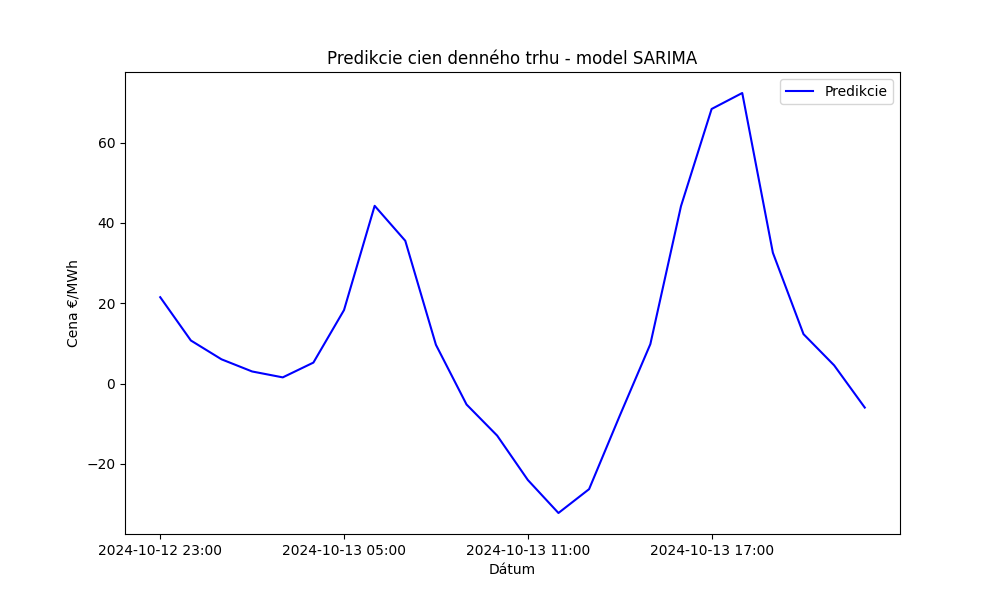 Predikcie cien denného trhu - model SARIMA
Predikcie
Cena €/MWh
60
40
20
0
−20
2024-10-12 23:00
2024-10-13 05:00
2024-10-13 11:00
2024-10-13 17:00
Dátum